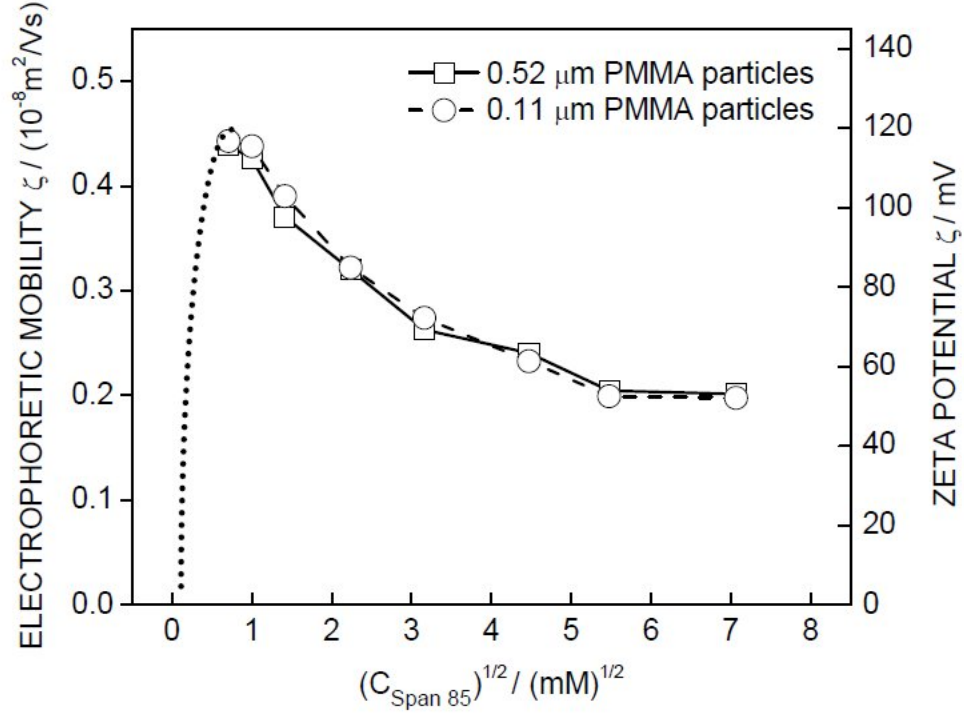 0.52 μm PMMA particles
0.11 μm PMMA particles
ELECTROPHORETIC MOBILITY ζ / (10⁻⁸m²/Vs)
0.5
0.4
0.3
0.2
0.1
0.0
140
120
100
80
60
40
20
0
ZETA POTENTIAL ζ / mV
0 1 2 3 4 5 6 7 8
(C_Span 85)^1/2 / (mM)^1/2